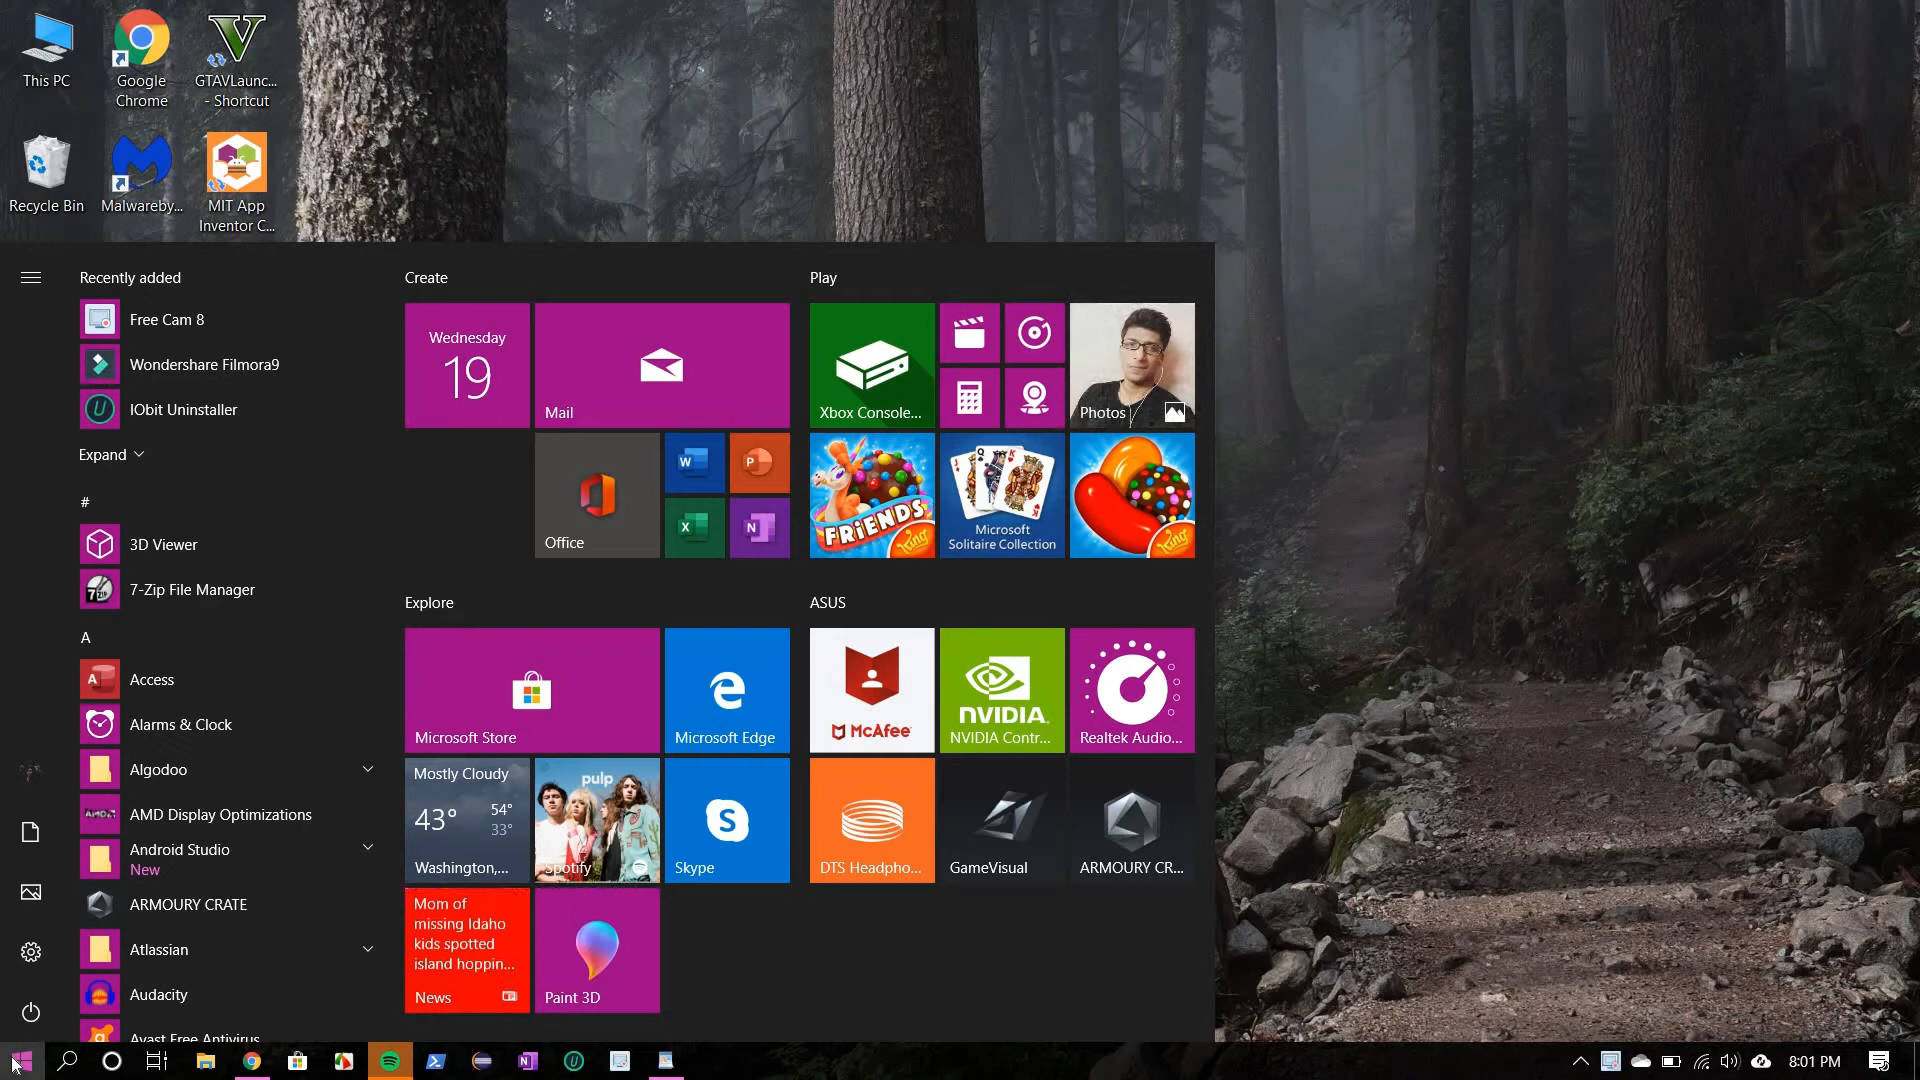 This PC
Google
Chrome
GTAVLaunc...
- Shortcut
Recycle Bin
Malwareby...
MIT App
Inventor C...
Recently added
Free Cam 8
Wondershare Filmora9
IObit Uninstaller
Expand
#
3D Viewer
7-Zip File Manager
A
Access
Alarms & Clock
Algodoo
AMD Display Optimizations
Android Studio
New
ARMOURY CRATE
Atlassian
Audacity
Avast Free Antivirus
Create
Wednesday
19
Mail
Office
Play
Xbox Console...
Photos
FRiENDS
King
Microsoft
Solitaire Collection
King
Explore
Microsoft Store
Microsoft Edge
Mostly Cloudy
43°
54°
33°
Washington,...
pulp
Spotify
Skype
Mom of
missing Idaho
kids spotted
island hoppin...
News
Paint 3D
ASUS
McAfee
NVIDIA.
NVIDIA Contr...
Realtek Audio...
DTS Headpho...
GameVisual
ARMOURY CR...
8:01 PM